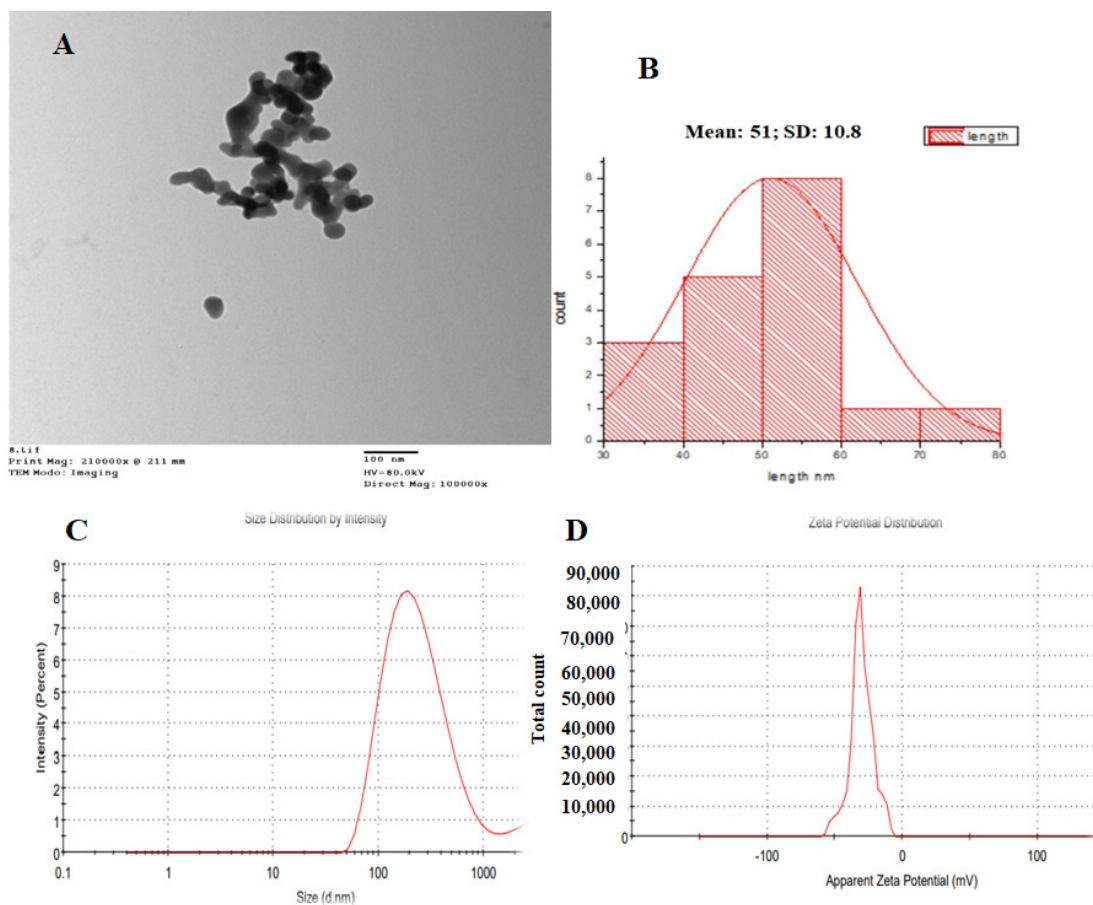 A
8.tif
Print Mag: 210000x @ 211 mm
TEM Mode: Imaging
100 nm
HV=80.0kV
Direct Mag: 100000x
B
Mean: 51; SD: 10.8
length
count
8
7
6
5
4
3
2
1
0
30 40 50 60 70 80
length nm
C
Size Distribution by Intensity
Intensity (Percent)
9
8
7
6
5
4
3
2
1
0
0.1 1 10 100 1000
Size (d.nm)
D
Zeta Potential Distribution
Total count
90,000
80,000
70,000
60,000
50,000
40,000
30,000
20,000
10,000
0
-100 0 100
Apparent Zeta Potential (mV)